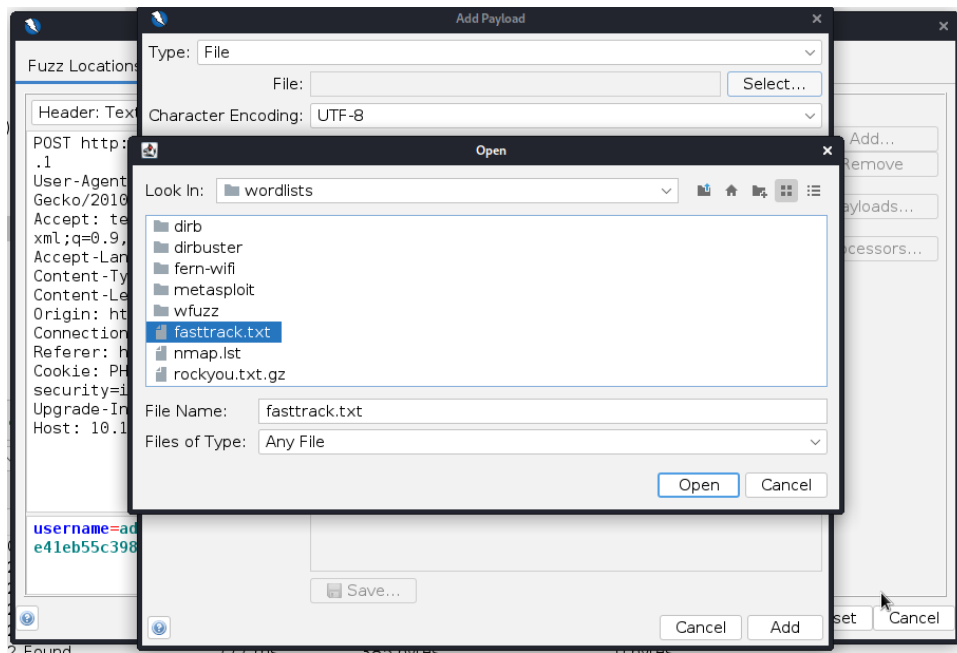 Add Payload
Type: File
Fuzz Locations
File:
Select...
Header: Text
Character Encoding: UTF-8
Add...
Remove
POST http:
.1
User-Agent
Gecko/2010
Accept: te
xml;q=0.9,
Accept-Lan
Content-Ty
Content-Le
Origin: ht
Connection
Referer: h
Cookie: PH
security=i
Upgrade-In
Host: 10.1
Open
Look In: wordlists
dirb
dirbuster
fern-wifi
metasploit
wfuzz
fasttrack.txt
nmap.lst
rockyou.txt.gz
File Name: fasttrack.txt
Files of Type: Any File
Open Cancel
ayloads...
ocessors...
username=ad
e41eb55c398
Save...
Cancel Add
set Cancel